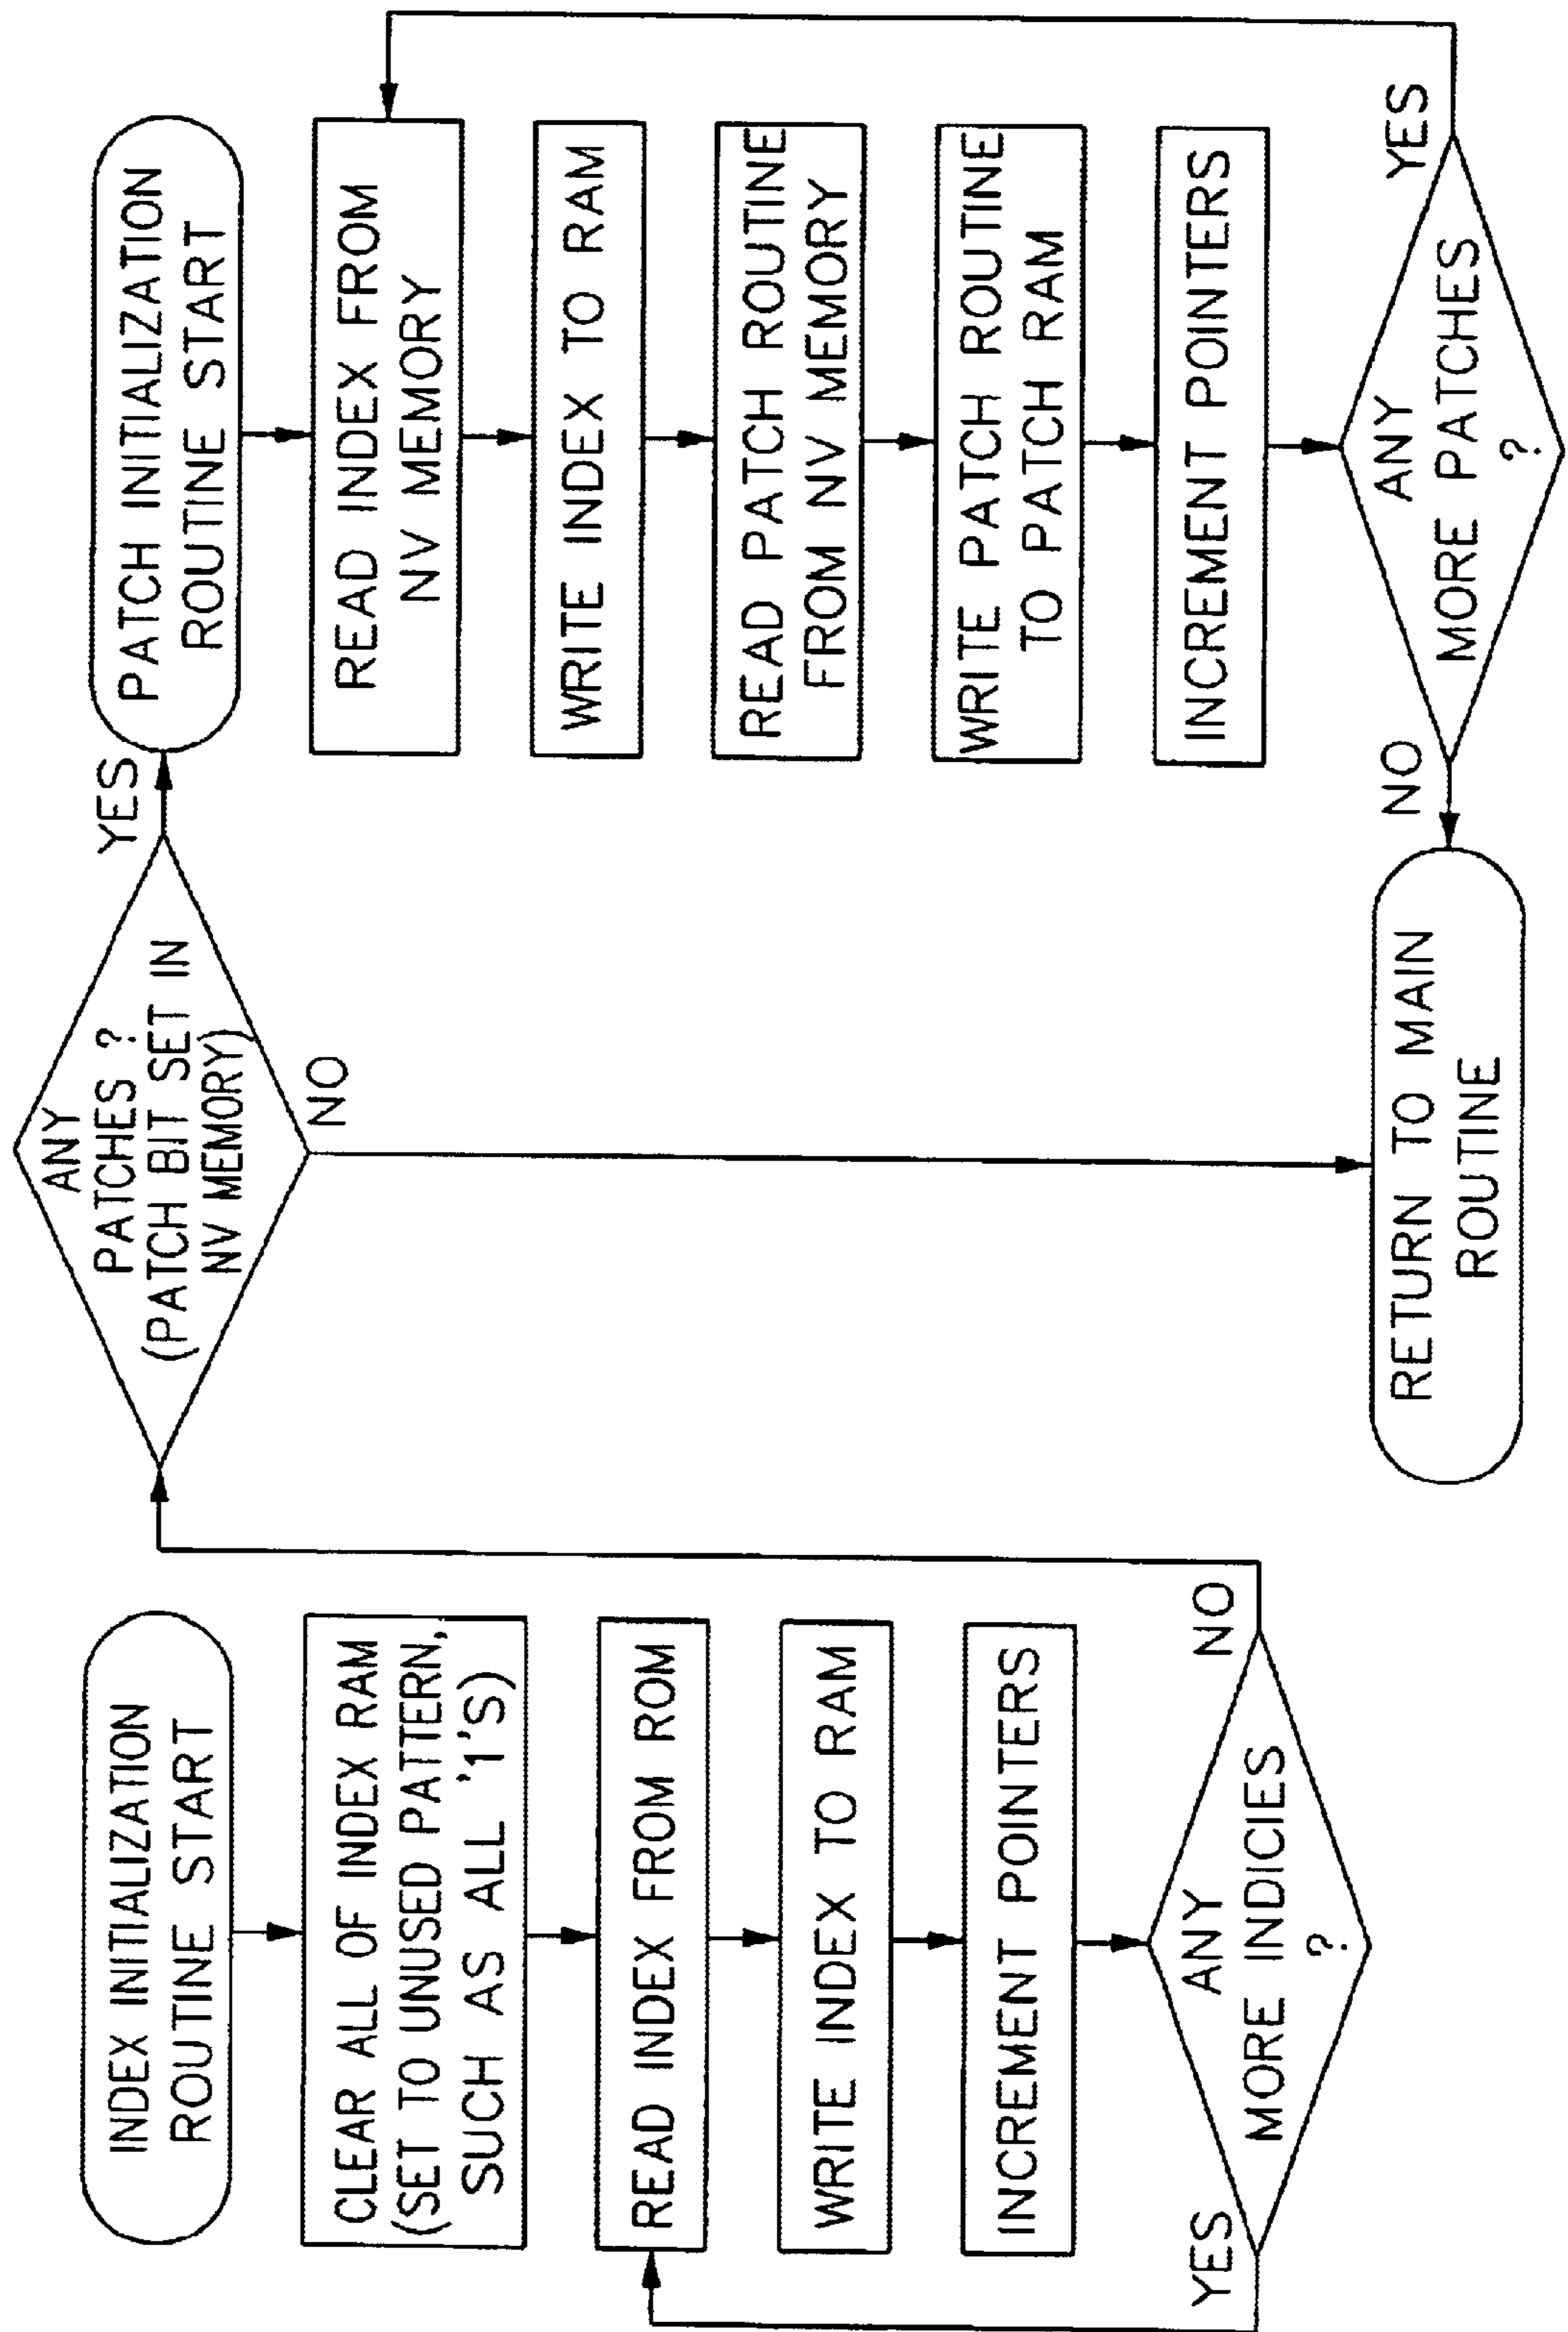 INDEX INITIALIZATION
ROUTINE START
CLEAR ALL OF INDEX RAM
(SET TO UNUSED PATTERN,
SUCH AS ALL '1'S)
READ INDEX FROM ROM
WRITE INDEX TO RAM
INCREMENT POINTERS
ANY
MORE INDICIES
?
YES
NO
ANY
PATCHES ?
(PATCH BIT SET IN
NV MEMORY)
YES
NO
PATCH INITIALIZATION
ROUTINE START
READ INDEX FROM
NV MEMORY
WRITE INDEX TO RAM
READ PATCH ROUTINE
FROM NV MEMORY
WRITE PATCH ROUTINE
TO PATCH RAM
INCREMENT POINTERS
ANY
MORE PATCHES
?
YES
NO
RETURN TO MAIN
ROUTINE